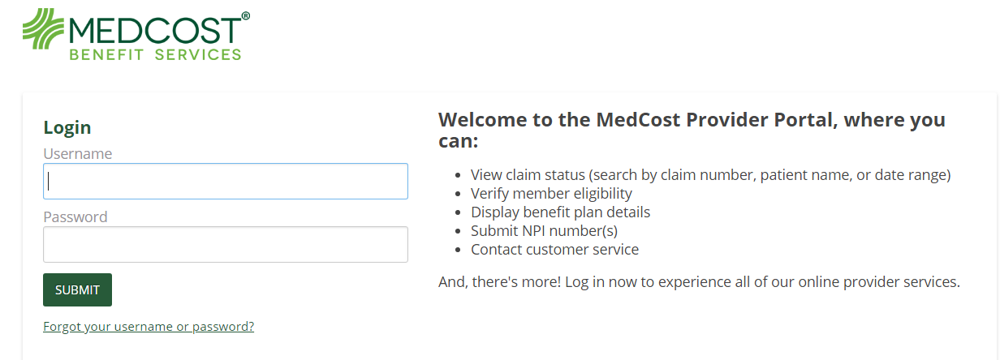 MEDCOST®
BENEFIT SERVICES
Login
Username
Password
SUBMIT
Forgot your username or password?
Welcome to the MedCost Provider Portal, where you
can:
• View claim status (search by claim number, patient name, or date range)
• Verify member eligibility
• Display benefit plan details
• Submit NPI number(s)
• Contact customer service
And, there's more! Log in now to experience all of our online provider services.